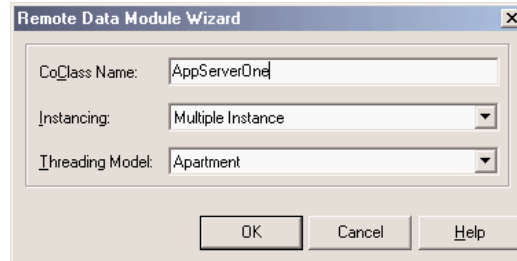 Remote Data Module Wizard
CoClass Name: AppServerOne
Instancing: Multiple Instance
Threading Model: Apartment
OK Cancel Help